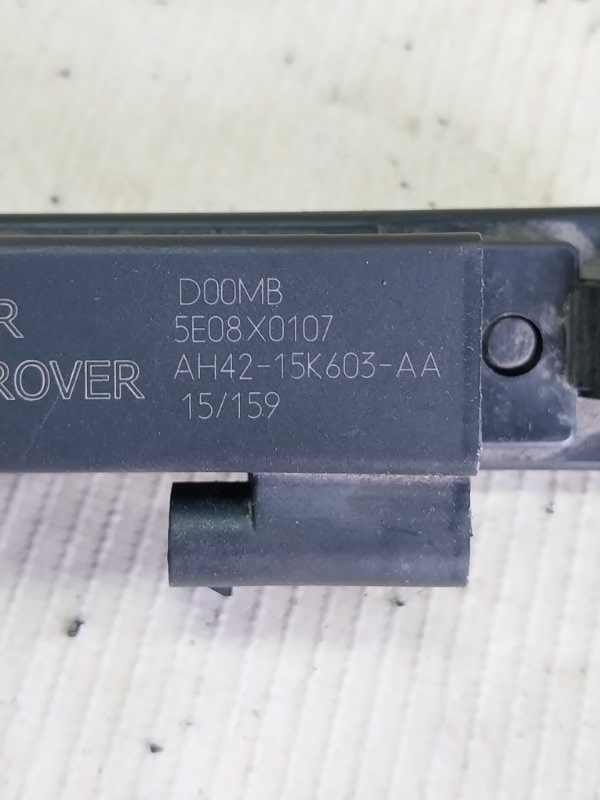 R
ROVER
D00MB
5E08X0107
AH42-15K603-AA
15/159